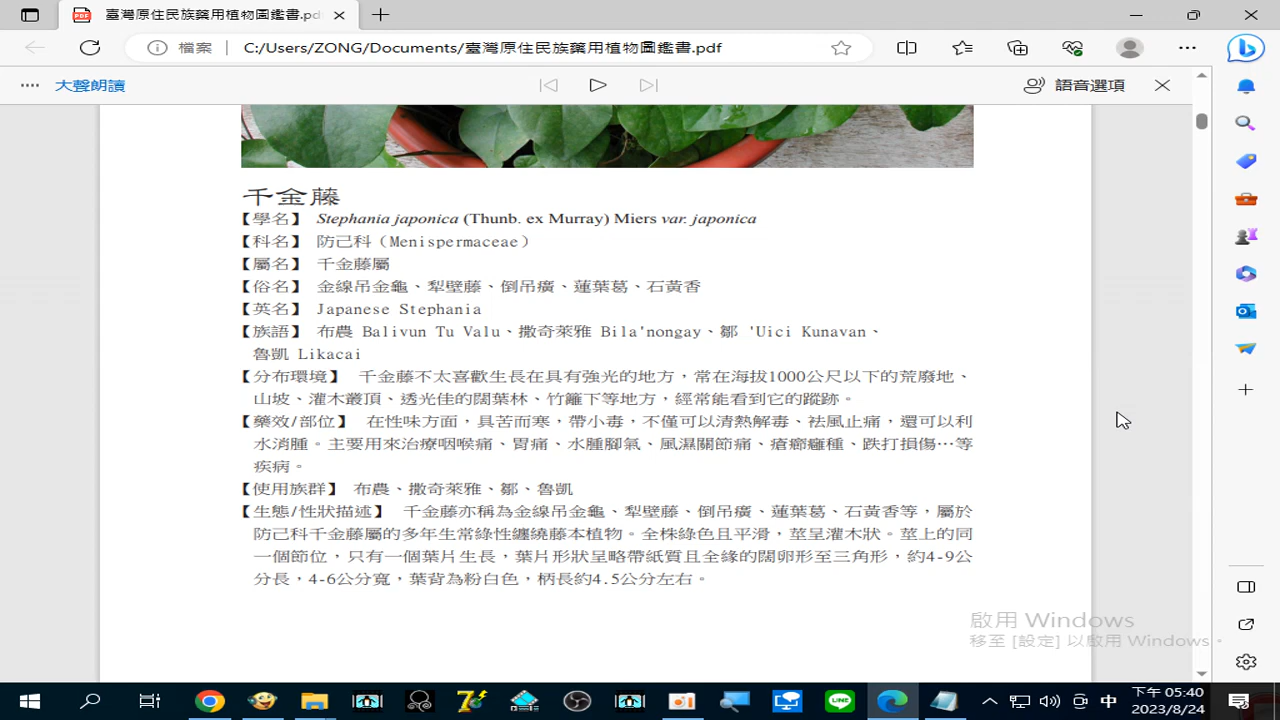 臺灣原住民族藥用植物圖鑑書.pd
檔案
C:/Users/ZONG/Documents/臺灣原住民族藥用植物圖鑑書.pdf
大聲朗讀
語音選項
千金藤
【學名】 Stephania japonica (Thunb. ex Murray) Miers var. japonica
【科名】 防己科（Menispermaceae）
【屬名】 千金藤屬
【俗名】 金線吊金龜、犁壁藤、倒吊癀、蓮葉葛、石黃香
【英名】 Japanese Stephania
【族語】 布農 Balivun Tu Valu、撒奇萊雅 Bila'nongay、鄒 'Uici Kunavan、
魯凱 Likacai
【分布環境】 千金藤不太喜歡生長在具有強光的地方，常在海拔1000公尺以下的荒廢地、
山坡、灌木叢頂、透光佳的闊葉林、竹籬下等地方，經常能看到它的蹤跡。
【藥效/部位】 在性味方面，具苦而寒，帶小毒，不僅可以清熱解毒、袪風止痛，還可以利
水消腫。主要用來治療咽喉痛、胃痛、水腫腳氣、風濕關節痛、瘡癤癰種、跌打損傷…等
疾病。
【使用族群】 布農、撒奇萊雅、鄒、魯凱
【生態/性狀描述】 千金藤亦稱為金線吊金龜、犁壁藤、倒吊癀、蓮葉葛、石黃香等，屬於
防己科千金藤屬的多年生常綠性纏繞藤本植物。全株綠色且平滑，莖呈灌木狀。莖上的同
一個節位，只有一個葉片生長，葉片形狀呈略帶紙質且全緣的闊卵形至三角形，約4-9公
分長，4-6公分寬，葉背為粉白色，柄長約4.5公分左右。
啟用 Windows
移至 [設定] 以啟用 Windows。
中
下午 05:40
2023/8/24